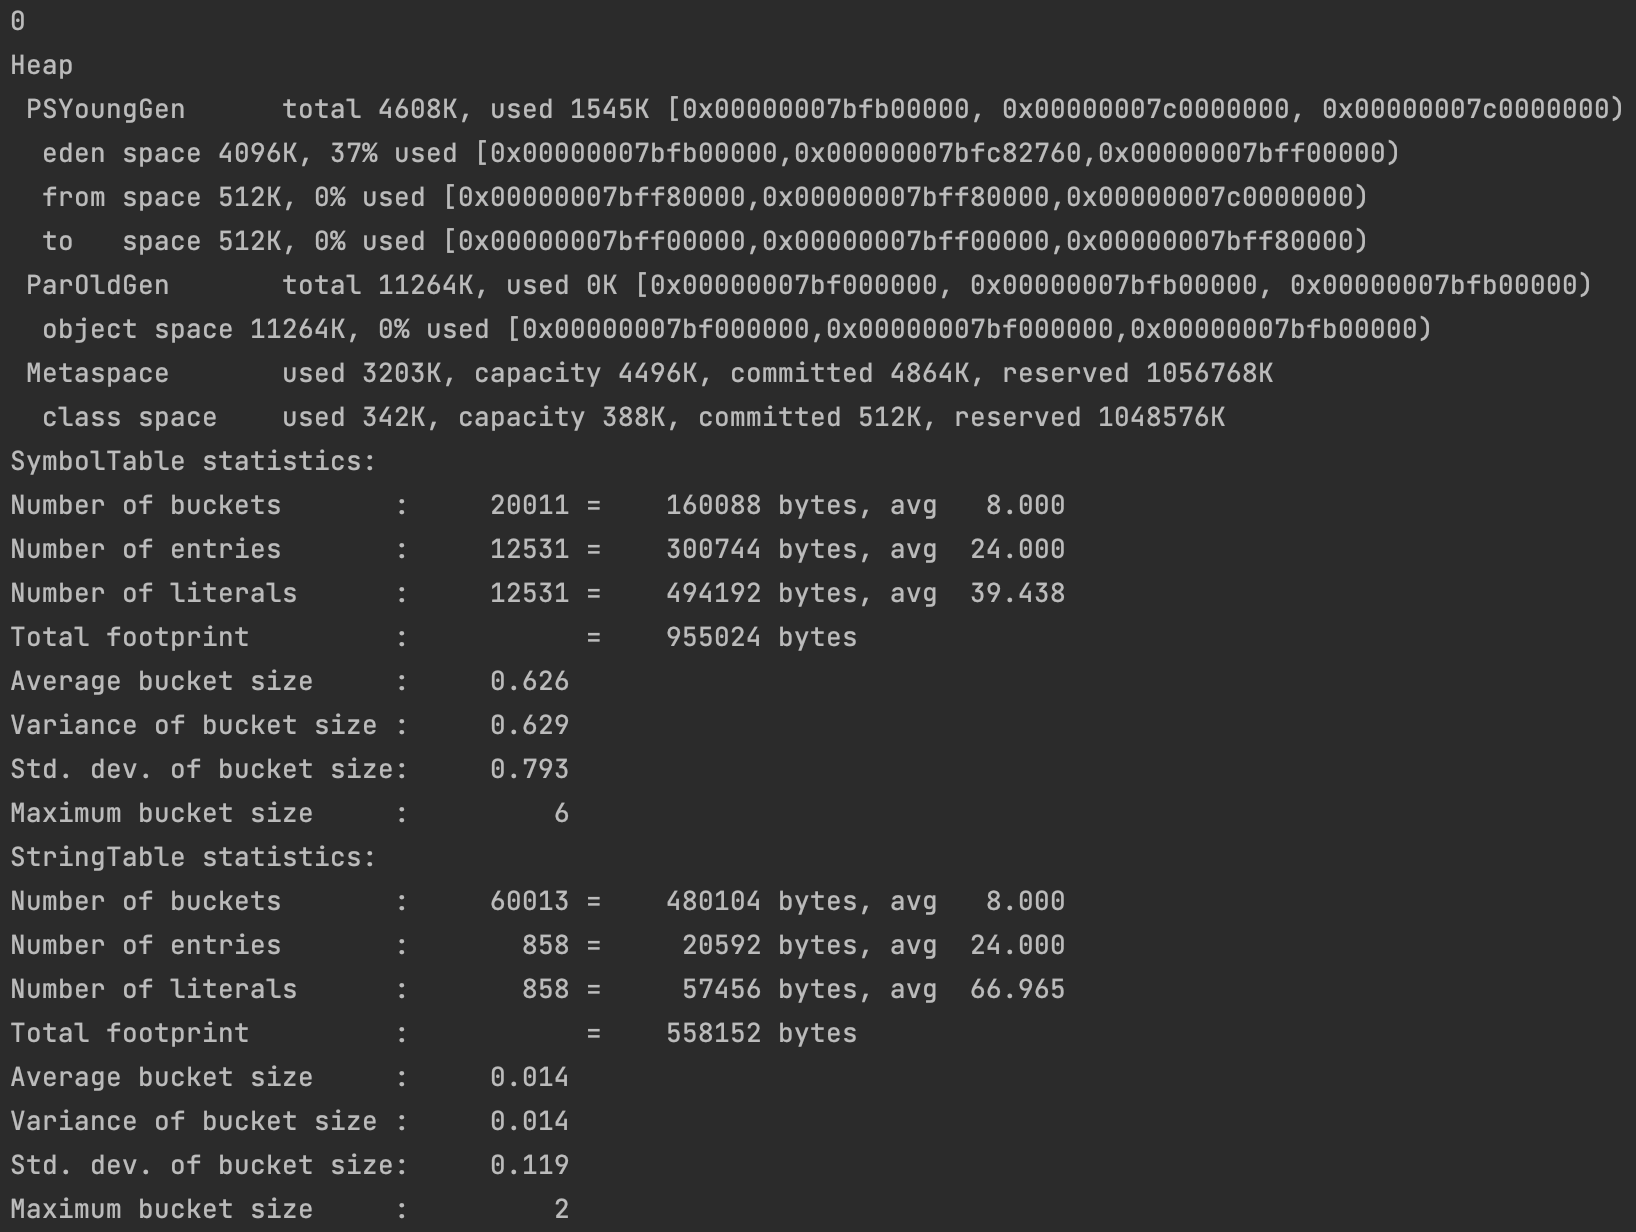 0
Heap
 PSYoungGen      total 4608K, used 1545K [0x00000007bfb00000, 0x00000007c0000000, 0x00000007c0000000)
  eden space 4096K, 37% used [0x00000007bfb00000,0x00000007bfc82760,0x00000007bff00000)
  from space 512K, 0% used [0x00000007bff80000,0x00000007bff80000,0x00000007c0000000)
  to   space 512K, 0% used [0x00000007bff00000,0x00000007bff00000,0x00000007bff80000)
 ParOldGen       total 11264K, used 0K [0x00000007bf000000, 0x00000007bfb00000, 0x00000007bfb00000)
  object space 11264K, 0% used [0x00000007bf000000,0x00000007bf000000,0x00000007bfb00000)
 Metaspace       used 3203K, capacity 4496K, committed 4864K, reserved 1056768K
  class space    used 342K, capacity 388K, committed 512K, reserved 1048576K
SymbolTable statistics:
Number of buckets       :     20011 =    160088 bytes, avg   8.000
Number of entries       :     12531 =    300744 bytes, avg  24.000
Number of literals      :     12531 =    494192 bytes, avg  39.438
Total footprint         :           =    955024 bytes
Average bucket size     :     0.626
Variance of bucket size :     0.629
Std. dev. of bucket size:     0.793
Maximum bucket size     :         6
StringTable statistics:
Number of buckets       :     60013 =    480104 bytes, avg   8.000
Number of entries       :       858 =     20592 bytes, avg  24.000
Number of literals      :       858 =     57456 bytes, avg  66.965
Total footprint         :           =    558152 bytes
Average bucket size     :     0.014
Variance of bucket size :     0.014
Std. dev. of bucket size:     0.119
Maximum bucket size     :         2